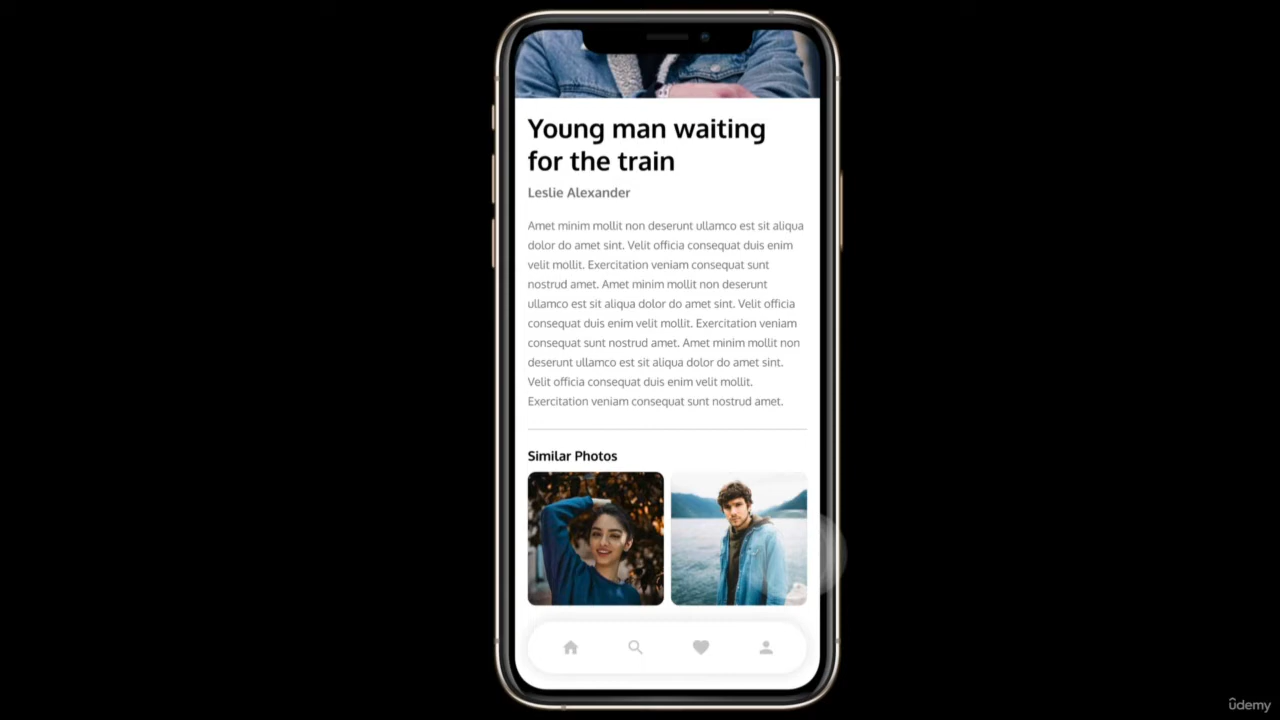 Young man waiting
for the train
Leslie Alexander
Amet minim mollit non deserunt ullamco est sit aliqua
dolor do amet sint. Velit officia consequat duis enim
velit mollit. Exercitation veniam consequat sunt
nostrud amet. Amet minim mollit non deserunt
ullamco est sit aliqua dolor do amet sint. Velit officia
consequat duis enim velit mollit. Exercitation veniam
consequat sunt nostrud amet. Amet minim mollit non
deserunt ullamco est sit aliqua dolor do amet sint.
Velit officia consequat duis enim velit mollit.
Exercitation veniam consequat sunt nostrud amet.
Similar Photos
ûdemy